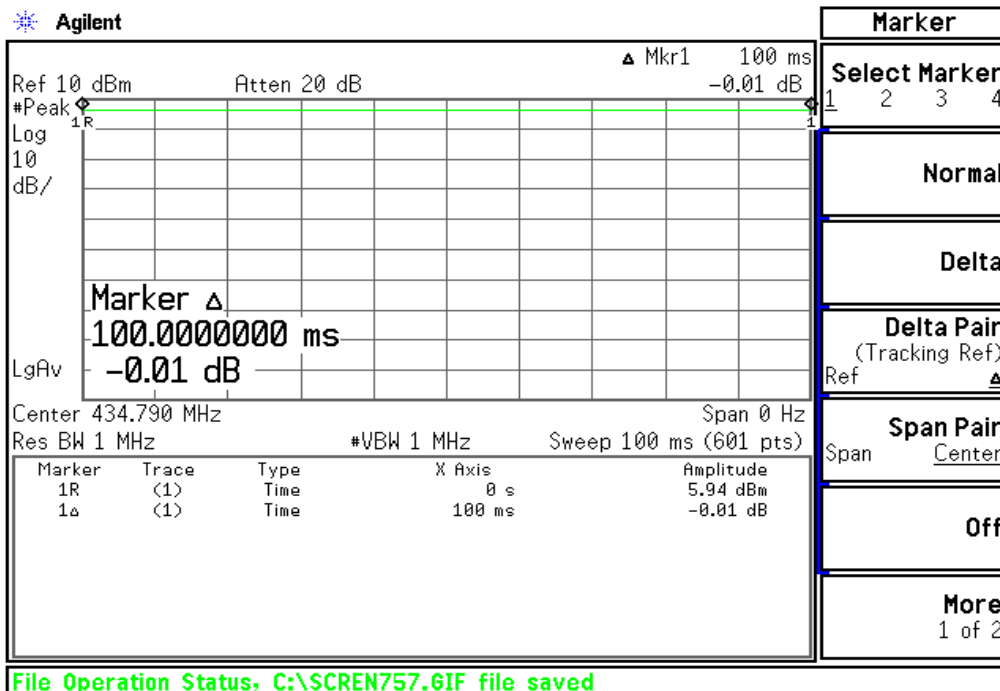 Agilent
Δ Mkr1 100 ms
Ref 10 dBm Atten 20 dB -0.01 dB
#Peak
1R
1
Log
10
dB/
Marker Δ
100.0000000 ms
-0.01 dB
LgAv
Center 434.790 MHz Span 0 Hz
Res BW 1 MHz #VBW 1 MHz Sweep 100 ms (601 pts)
Marker Trace Type X Axis Amplitude
1R (1) Time 0 s 5.94 dBm
1Δ (1) Time 100 ms -0.01 dB
File Operation Status, C:\SCREN757.GIF file saved
Marker
Select Marker
1 2 3 4
Normal
Delta
Delta Pair
(Tracking Ref)
Ref Δ
Span Pair
Span Center
Off
More
1 of 2